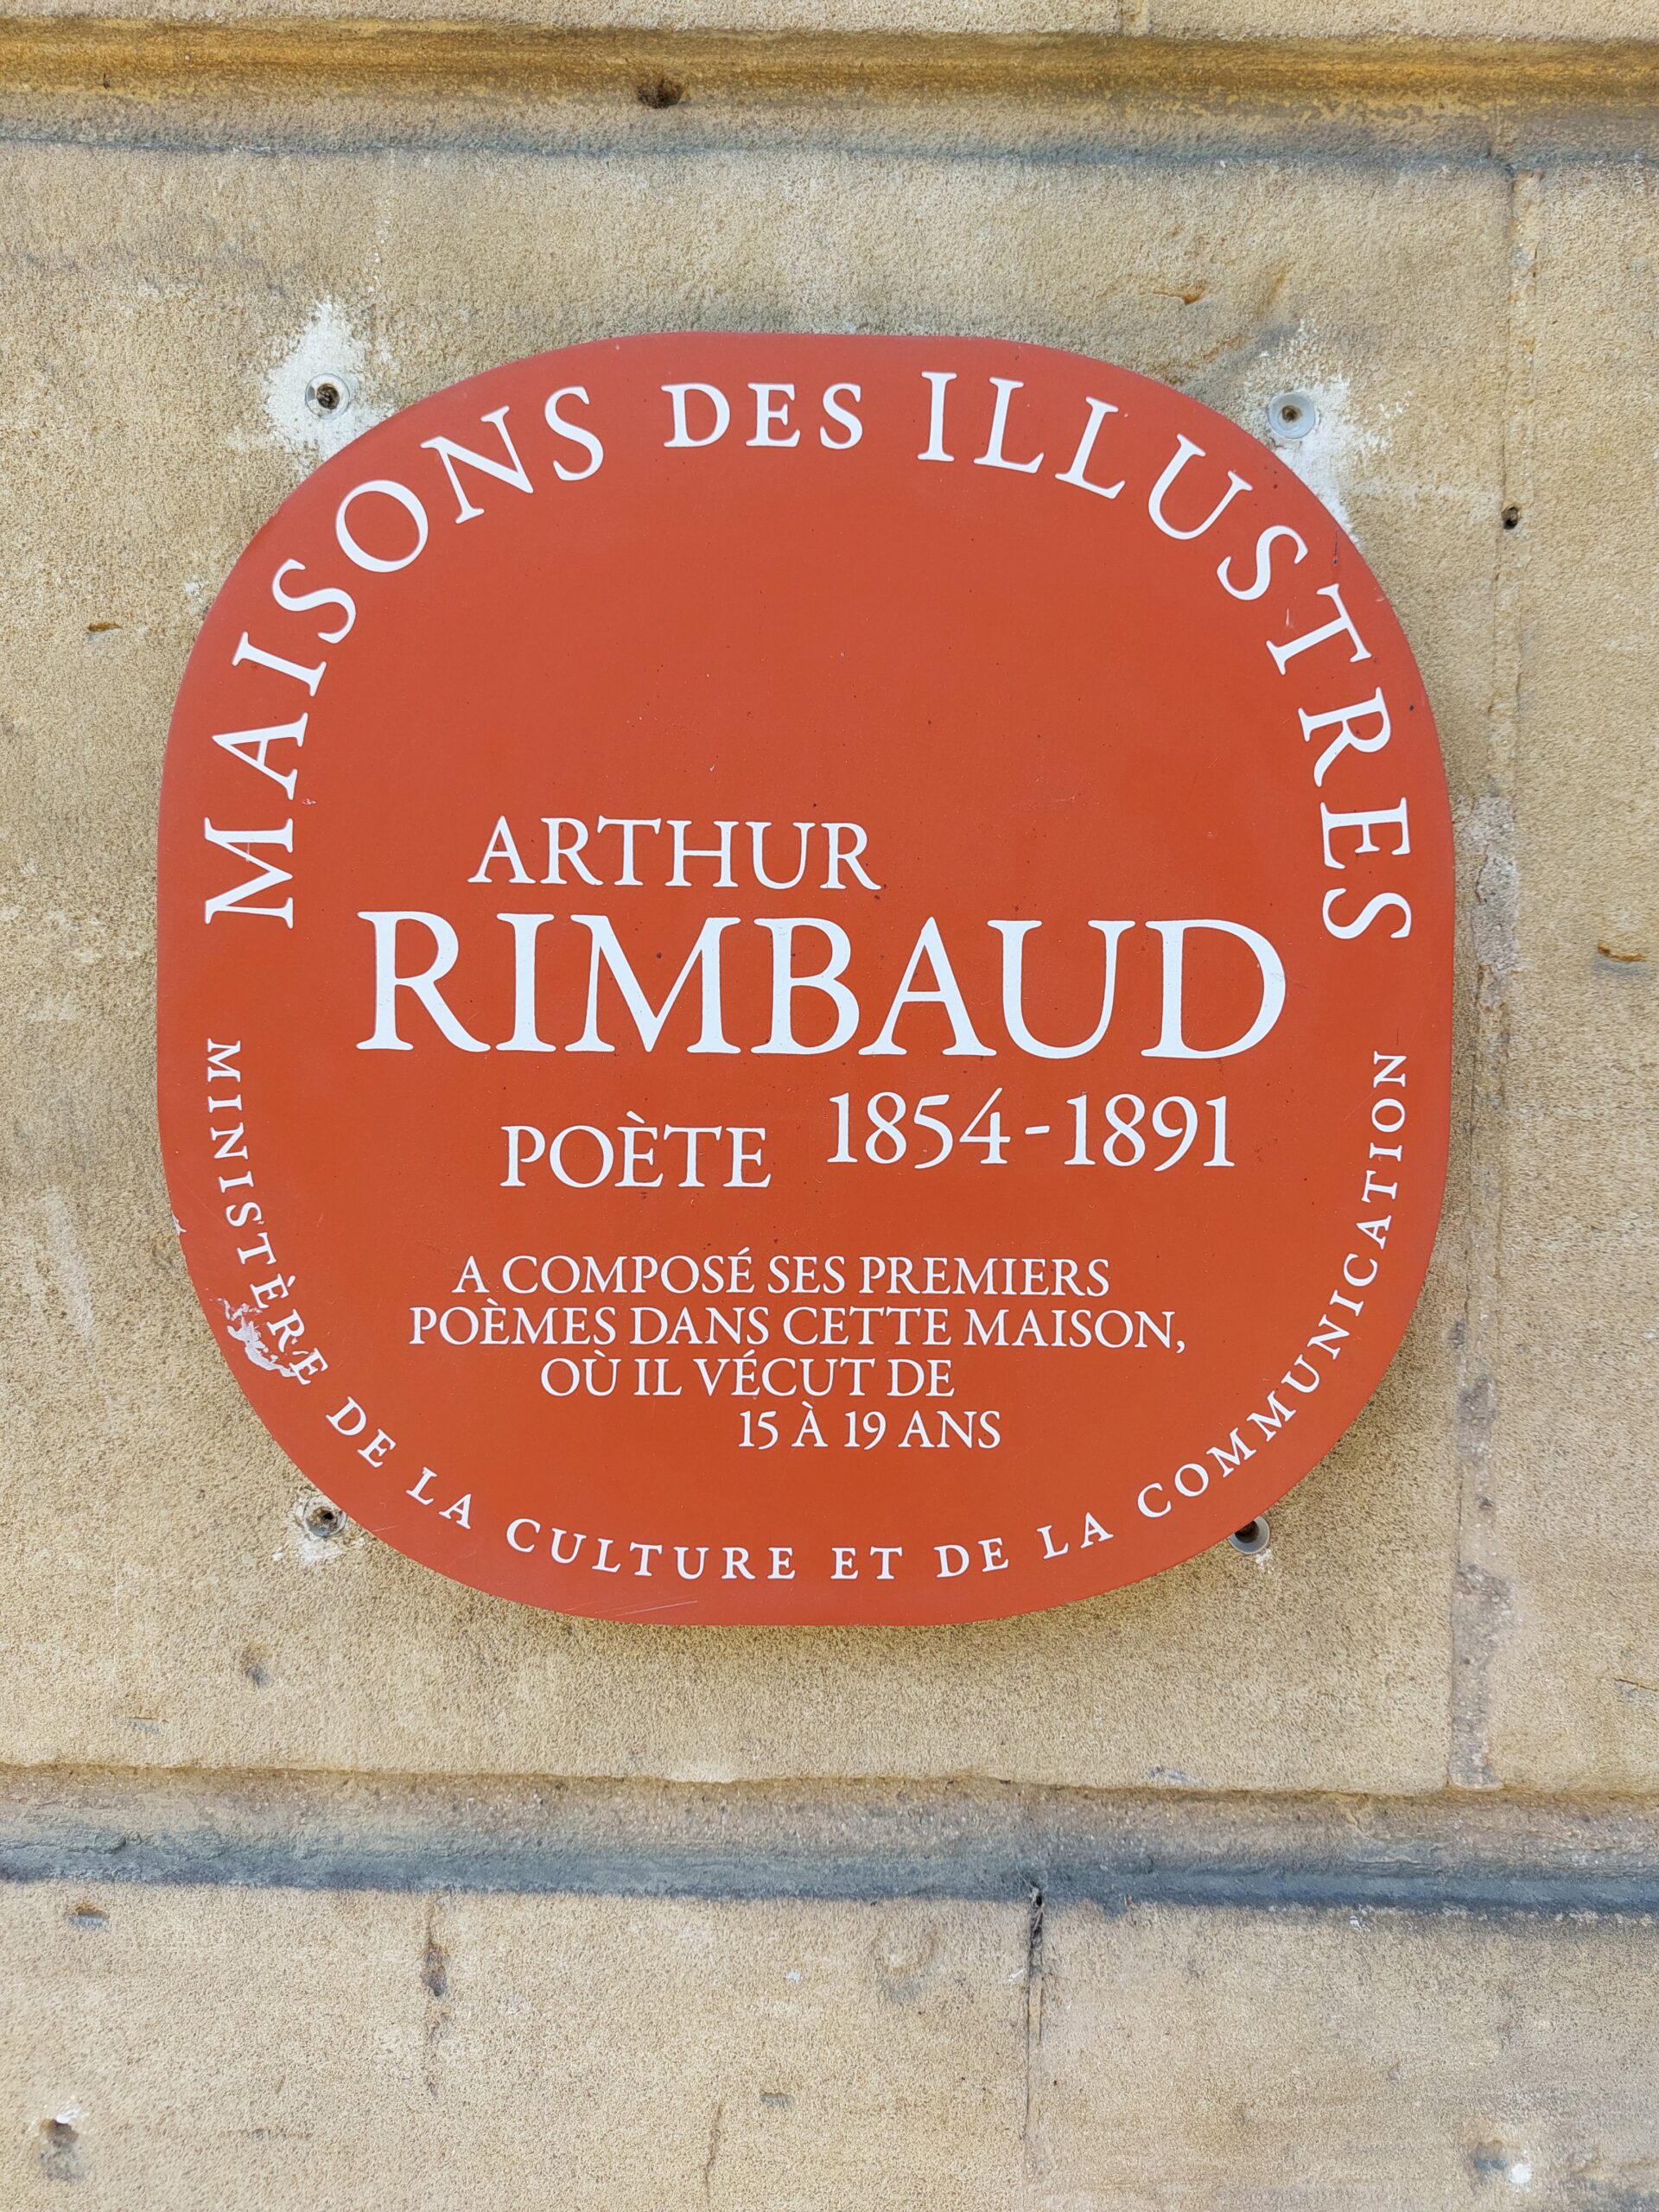 MAISONS DES ILLUSTRES
ARTHUR
RIMBAUD
POÈTE 1854-1891
A COMPOSÉ SES PREMIERS
POÈMES DANS CETTE MAISON,
OÙ IL VÉCUT DE
15 À 19 ANS
MINISTÈRE DE LA CULTURE ET DE LA COMMUNICATION